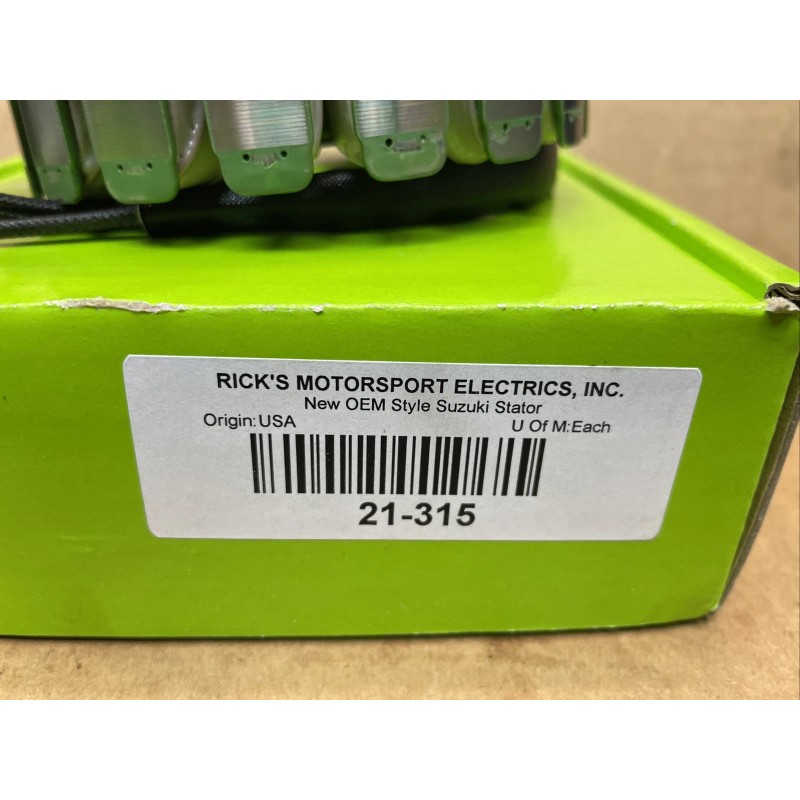 RICK'S MOTORSPORT ELECTRICS, INC.
New OEM Style Suzuki Stator
Origin:USA U Of M:Each
21-315